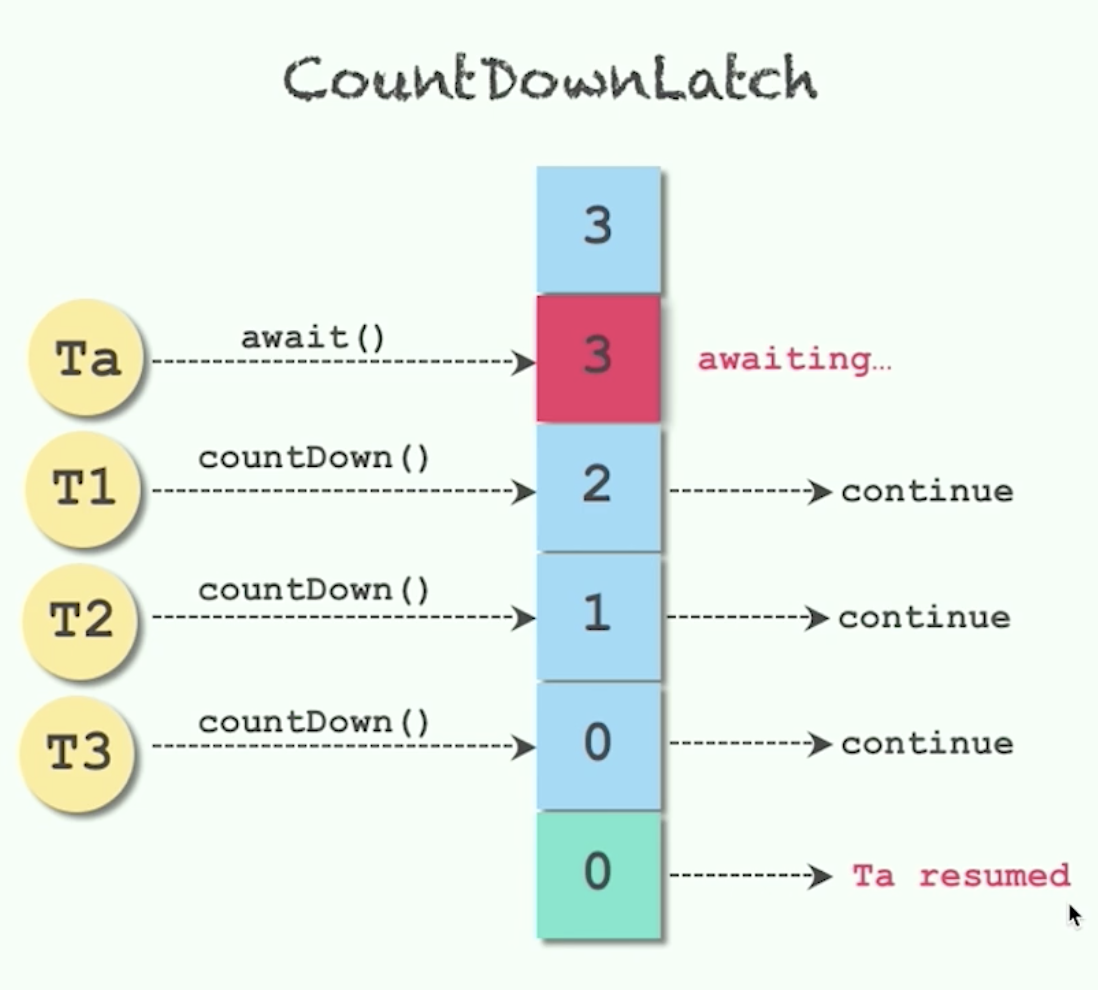 CountDownLatch
3
Ta await() 3 awaiting...
T1 countDown() 2 continue
T2 countDown() 1 continue
T3 countDown() 0 continue
0 Ta resumed